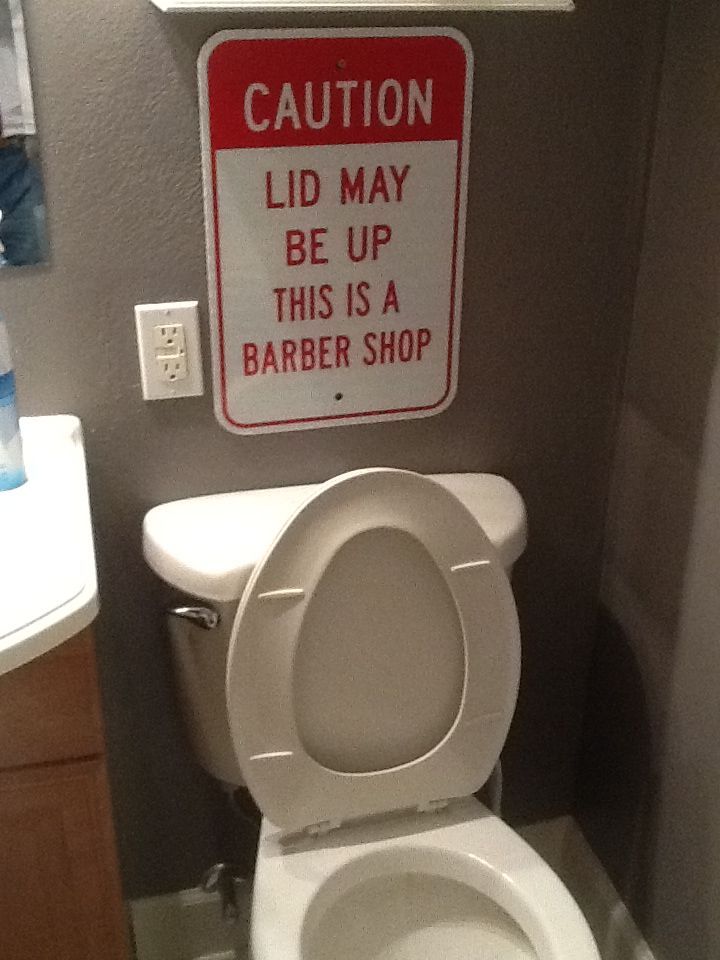 CAUTION
LID MAY
BE UP
THIS IS A
BARBER SHOP